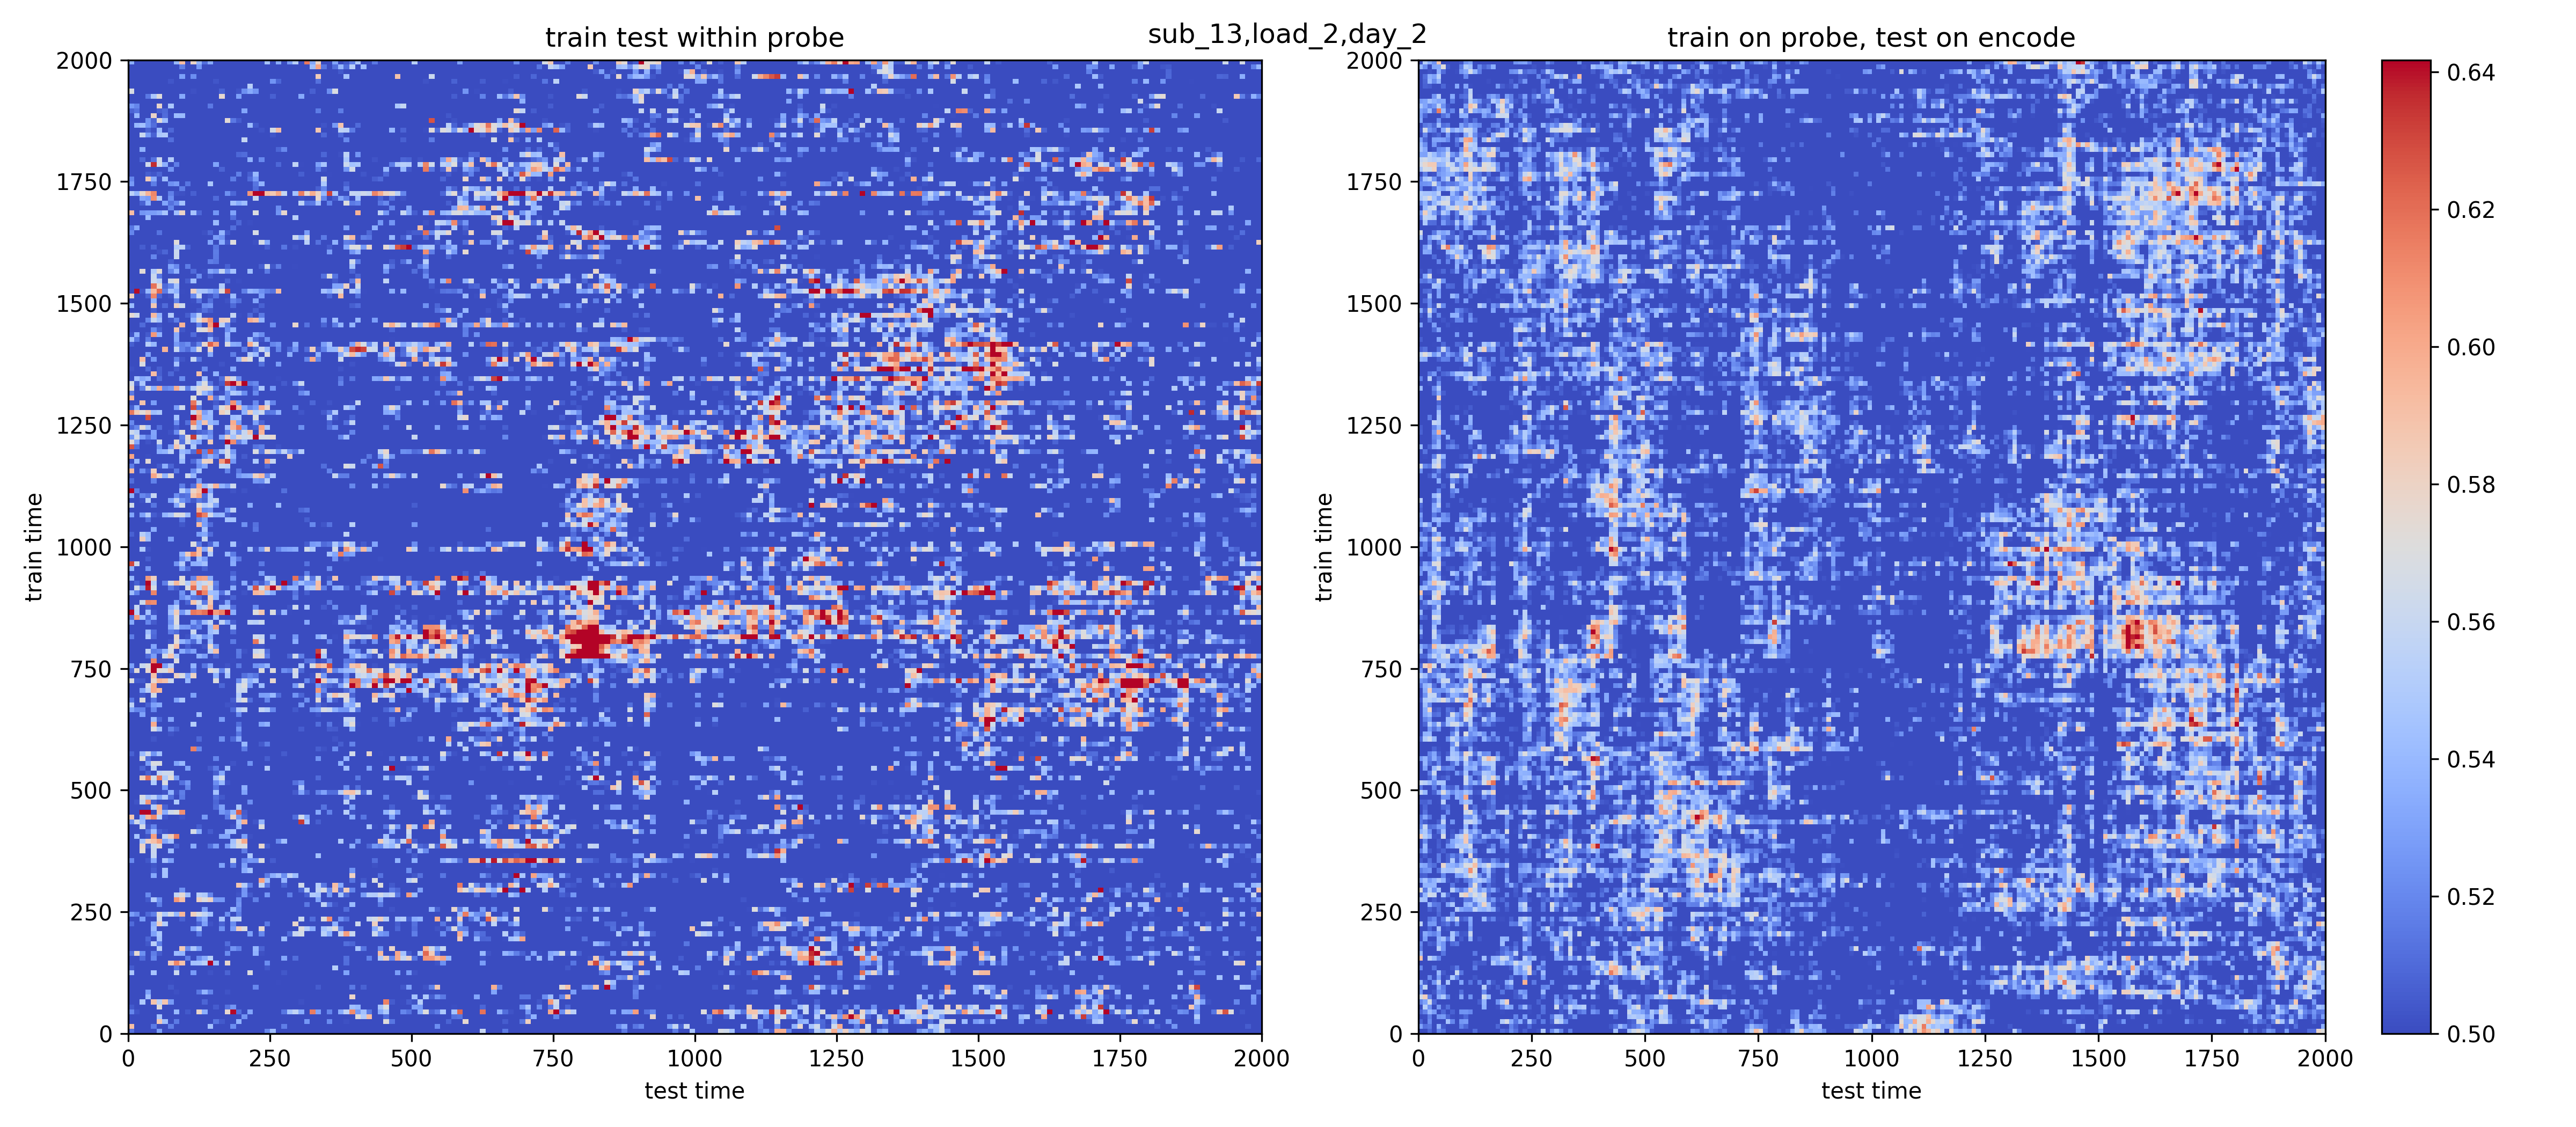 sub_13,load_2,day_2
train test within probe
2000
1750
1500
1250
1000
750
500
250
0
train time
0 250 500 750 1000 1250 1500 1750 2000
test time
train on probe, test on encode
2000
1750
1500
1250
1000
750
500
250
0
train time
0 250 500 750 1000 1250 1500 1750 2000
test time
0.64
0.62
0.60
0.58
0.56
0.54
0.52
0.50